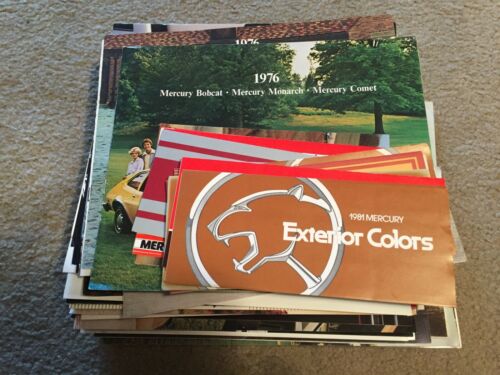 1976
1976
Mercury Bobcat · Mercury Monarch · Mercury Comet
1981 MERCURY
Exterior Colors
MER